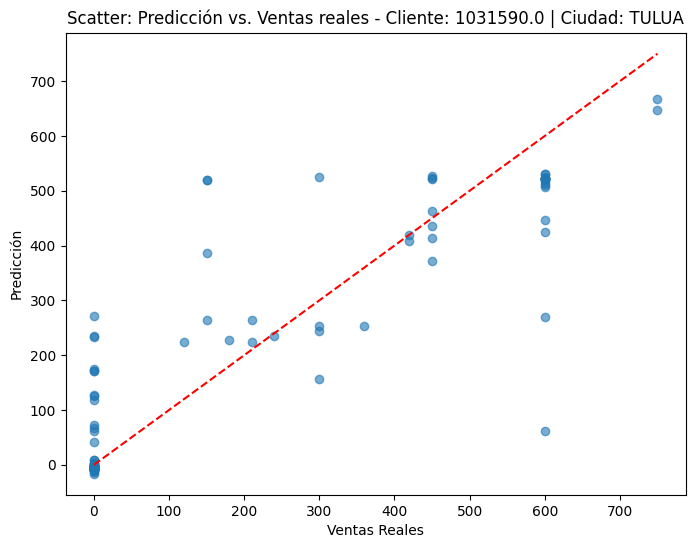 Scatter: Predicción vs. Ventas reales - Cliente: 1031590.0 | Ciudad: TULUA
700
600
500
400
300
200
100
0
Predicción
0 100 200 300 400 500 600 700
Ventas Reales